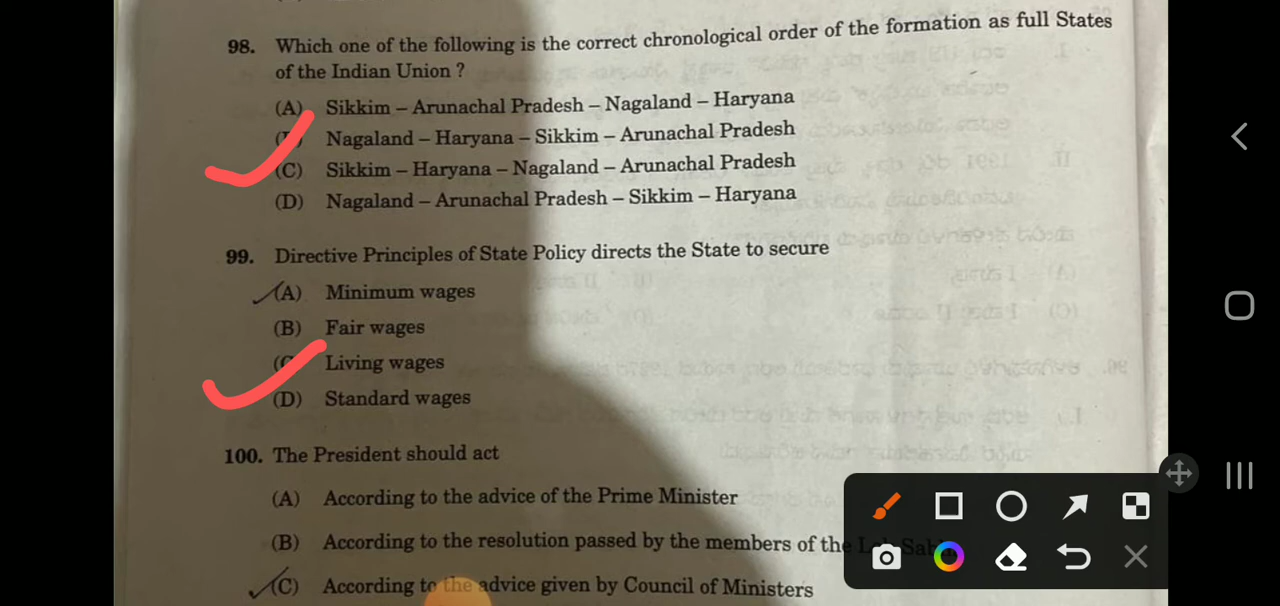 98. Which one of the following is the correct chronological order of the formation as full States
of the Indian Union ?
(A) Sikkim – Arunachal Pradesh – Nagaland – Haryana
Nagaland – Haryana – Sikkim – Arunachal Pradesh
(C) Sikkim – Haryana – Nagaland – Arunachal Pradesh
(D) Nagaland – Arunachal Pradesh – Sikkim – Haryana
99. Directive Principles of State Policy directs the State to secure
(A) Minimum wages
(B) Fair wages
Living wages
(D) Standard wages
100. The President should act
(A) According to the advice of the Prime Minister
(B) According to the resolution passed by the members of the
(C) According to the advice given by Council of Ministers